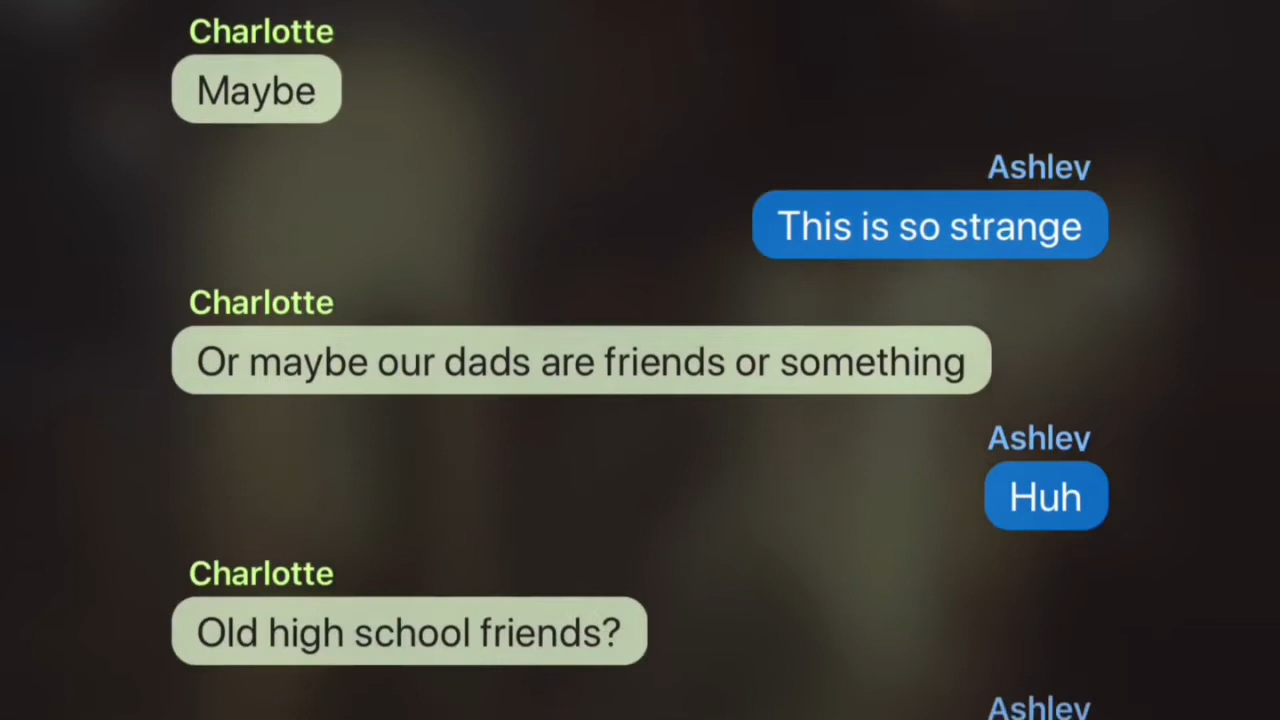 Charlotte
Maybe
Ashley
This is so strange
Charlotte
Or maybe our dads are friends or something
Ashley
Huh
Charlotte
Old high school friends?
Ashley